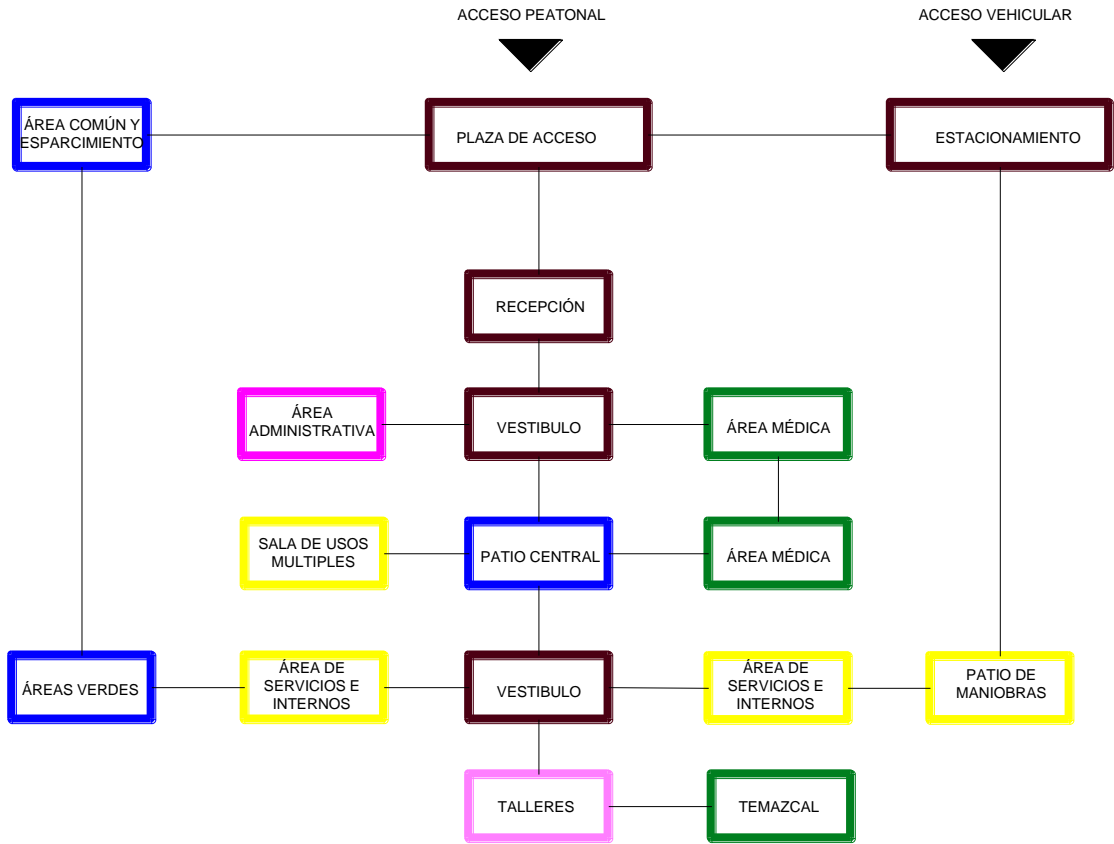 ACCESO PEATONAL
ACCESO VEHICULAR
ÁREA COMÚN Y
ESPARCIMIENTO
PLAZA DE ACCESO
ESTACIONAMIENTO
RECEPCIÓN
ÁREA
ADMINISTRATIVA
VESTIBULO
ÁREA MÉDICA
SALA DE USOS
MULTIPLES
PATIO CENTRAL
ÁREA MÉDICA
ÁREAS VERDES
ÁREA DE
SERVICIOS E
INTERNOS
VESTIBULO
ÁREA DE
SERVICIOS E
INTERNOS
PATIO DE
MANIOBRAS
TALLERES
TEMAZCAL